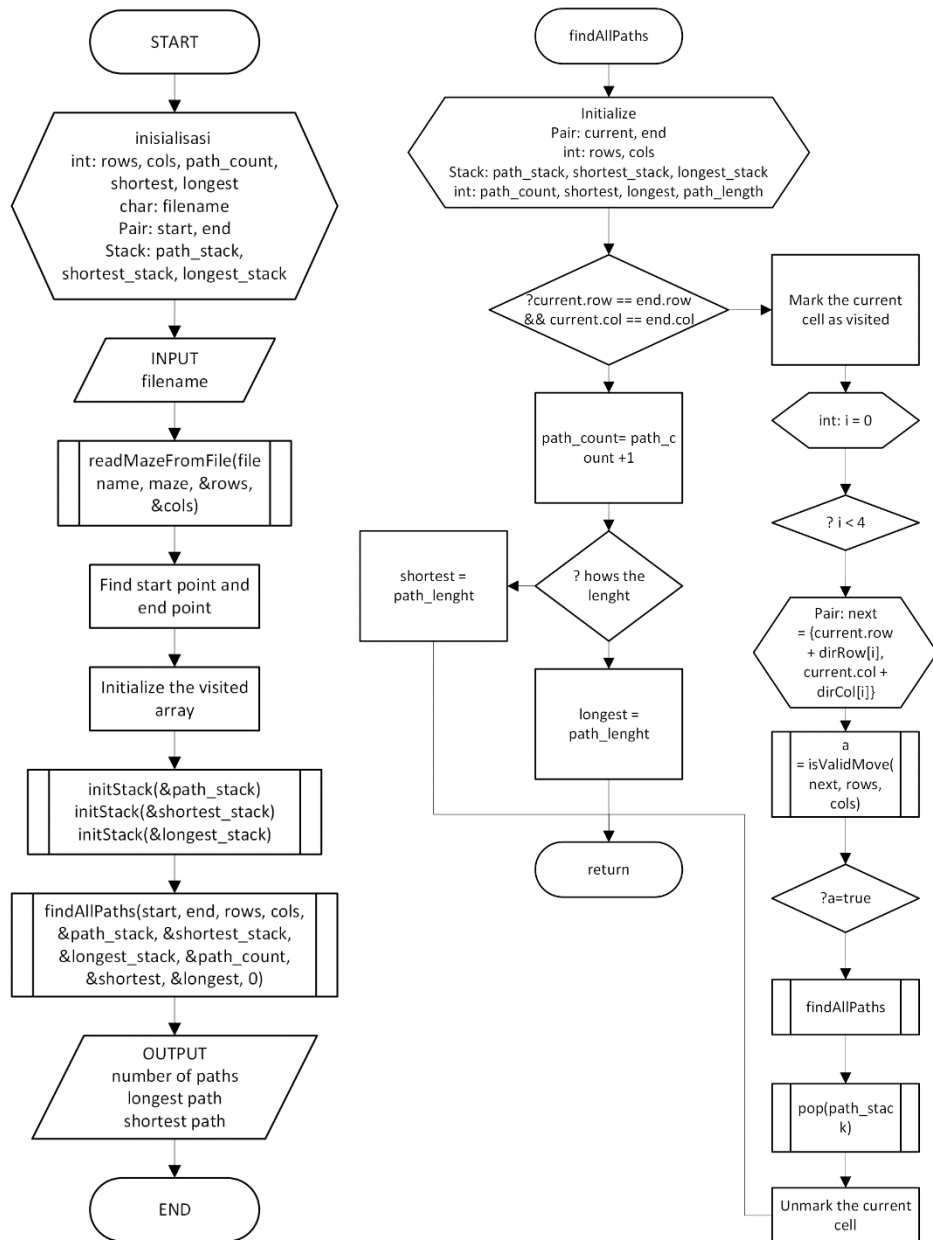 START
inisialisasi
int: rows, cols, path_count,
shortest, longest
char: filename
Pair: start, end
Stack: path_stack,
shortest_stack, longest_stack
INPUT
filename
readMazeFromFile(file
name, maze, &rows,
&cols)
Find start point and
end point
Initialize the visited
array
initStack(&path_stack)
initStack(&shortest_stack)
initStack(&longest_stack)
findAllPaths(start, end, rows, cols,
&path_stack, &shortest_stack,
&longest_stack, &path_count,
&shortest, &longest, 0)
OUTPUT
number of paths
longest path
shortest path
END
findAllPaths
Initialize
Pair: current, end
int: rows, cols
Stack: path_stack, shortest_stack, longest_stack
int: path_count, shortest, longest, path_length
?current.row == end.row
&& current.col == end.col
path_count= path_c
ount +1
? hows the
lenght
shortest =
path_lenght
longest =
path_lenght
return
Mark the current
cell as visited
int: i = 0
? i < 4
Pair: next
= {current.row
+ dirRow[i],
current.col +
dirCol[i]}
a
= isValidMove(
next, rows,
cols)
?a=true
findAllPaths
pop(path_stac
k)
Unmark the current
cell